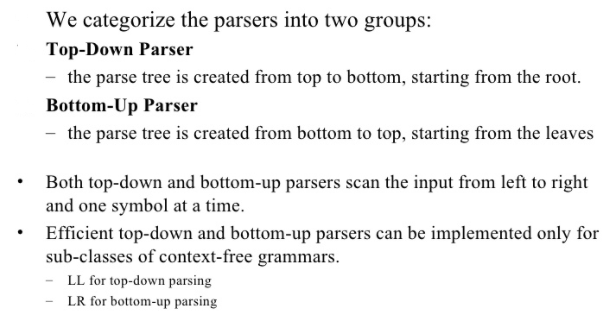 We categorize the parsers into two groups:
Top-Down Parser
– the parse tree is created from top to bottom, starting from the root.
Bottom-Up Parser
– the parse tree is created from bottom to top, starting from the leaves
• Both top-down and bottom-up parsers scan the input from left to right
and one symbol at a time.
• Efficient top-down and bottom-up parsers can be implemented only for
sub-classes of context-free grammars.
– LL for top-down parsing
– LR for bottom-up parsing